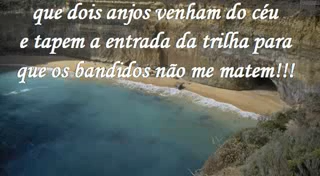 que dois anjos venham do céu
e tapem a entrada da trilha para
que os bandidos não me matem!!!